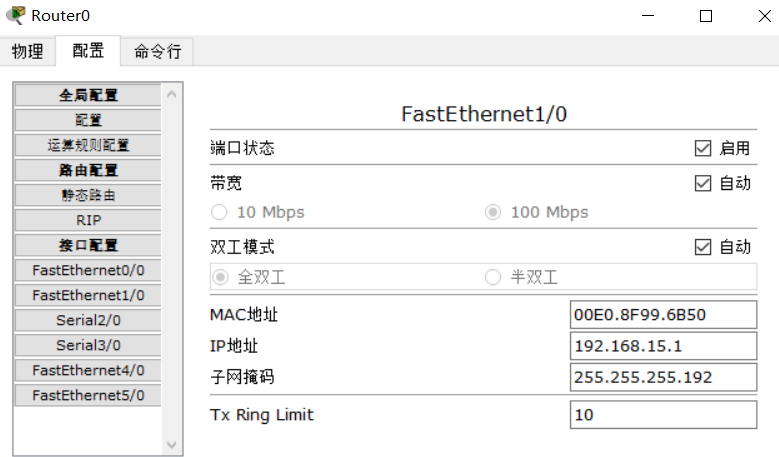 Router0
物理 配置 命令行
全局配置
配置
运算规则配置
路由配置
静态路由
RIP
接口配置
FastEthernet0/0
FastEthernet1/0
Serial2/0
Serial3/0
FastEthernet4/0
FastEthernet5/0
FastEthernet1/0
端口状态 启用
带宽 自动
10 Mbps 100 Mbps
双工模式 自动
全双工 半双工
MAC地址 00E0.8F99.6B50
IP地址 192.168.15.1
子网掩码 255.255.255.192
Tx Ring Limit 10